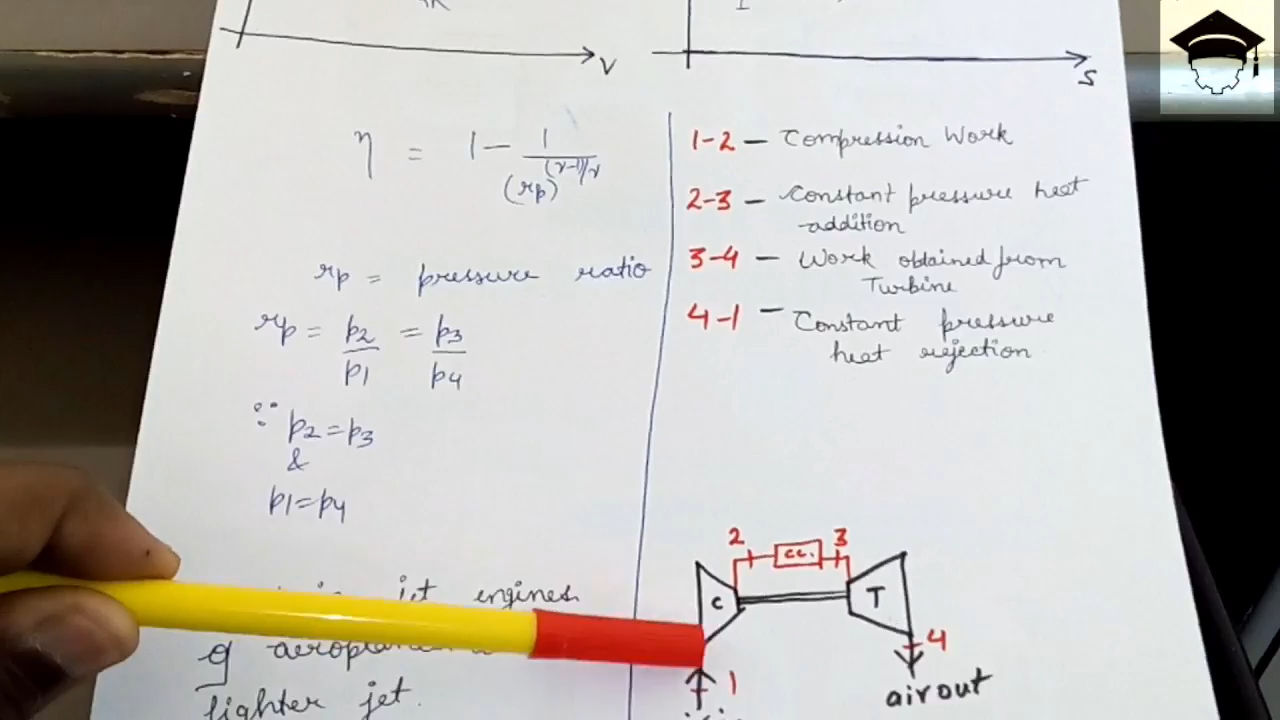 V
S
η = 1 - 1/(rp)^(γ-1)/γ
rp = pressure ratio
rp = p2/p1 = p3/p4
∵ p2=p3
&
p1=p4
jet engines
g
fighter jet.
1-2 - Compression Work
2-3 - Constant pressure heat
addition
3-4 - Work obtained from
Turbine
4-1 - Constant pressure
heat rejection
2 cc. 3
C T
4
1
air out